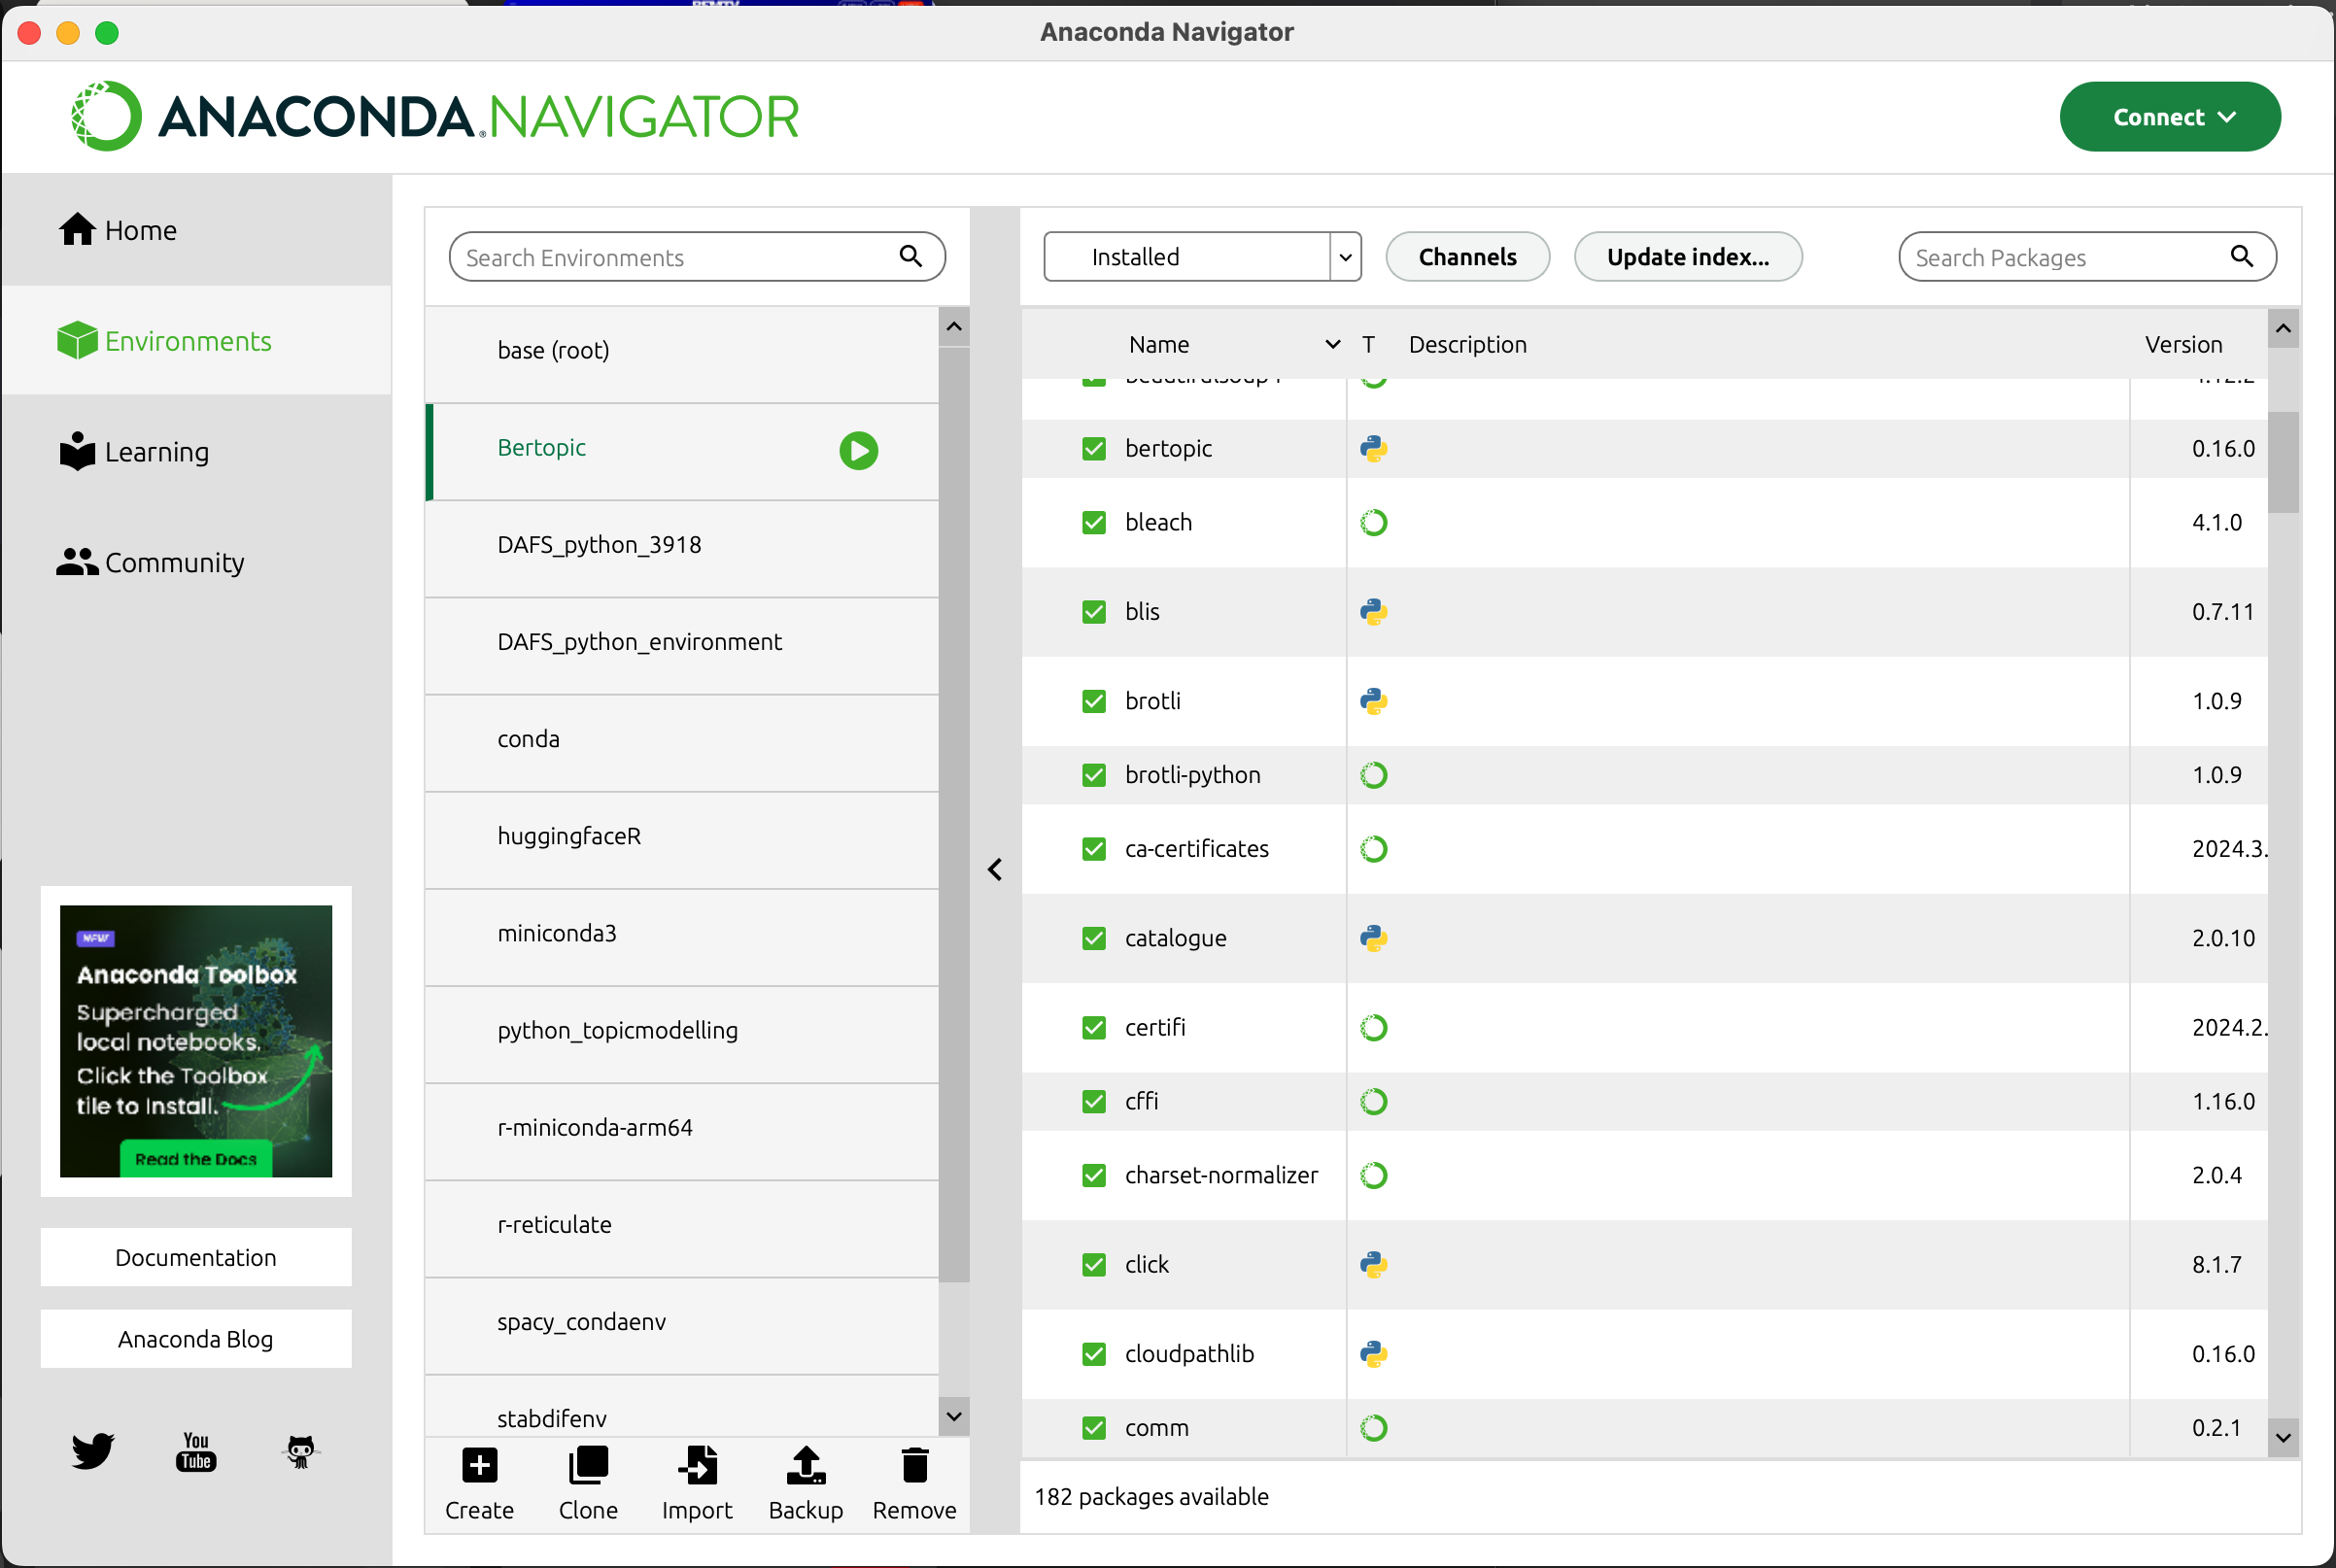 Anaconda Navigator
ANACONDA.NAVIGATOR
Connect
Home
Environments
Learning
Community
NEW
Anaconda Toolbox
Supercharged
local notebooks.
Click the Toolbox
tile to Install.
Read the Docs
Documentation
Anaconda Blog
You
Tube
Search Environments
base (root)
Bertopic
DAFS_python_3918
DAFS_python_environment
conda
huggingfaceR
miniconda3
python_topicmodelling
r-miniconda-arm64
r-reticulate
spacy_condaenv
stabdifenv
Create Clone Import Backup Remove
Installed Channels Update index... Search Packages
Name T Description Version
bertopic 0.16.0
bleach 4.1.0
blis 0.7.11
brotli 1.0.9
brotli-python 1.0.9
ca-certificates 2024.3.
catalogue 2.0.10
certifi 2024.2.
cffi 1.16.0
charset-normalizer 2.0.4
click 8.1.7
cloudpathlib 0.16.0
comm 0.2.1
182 packages available